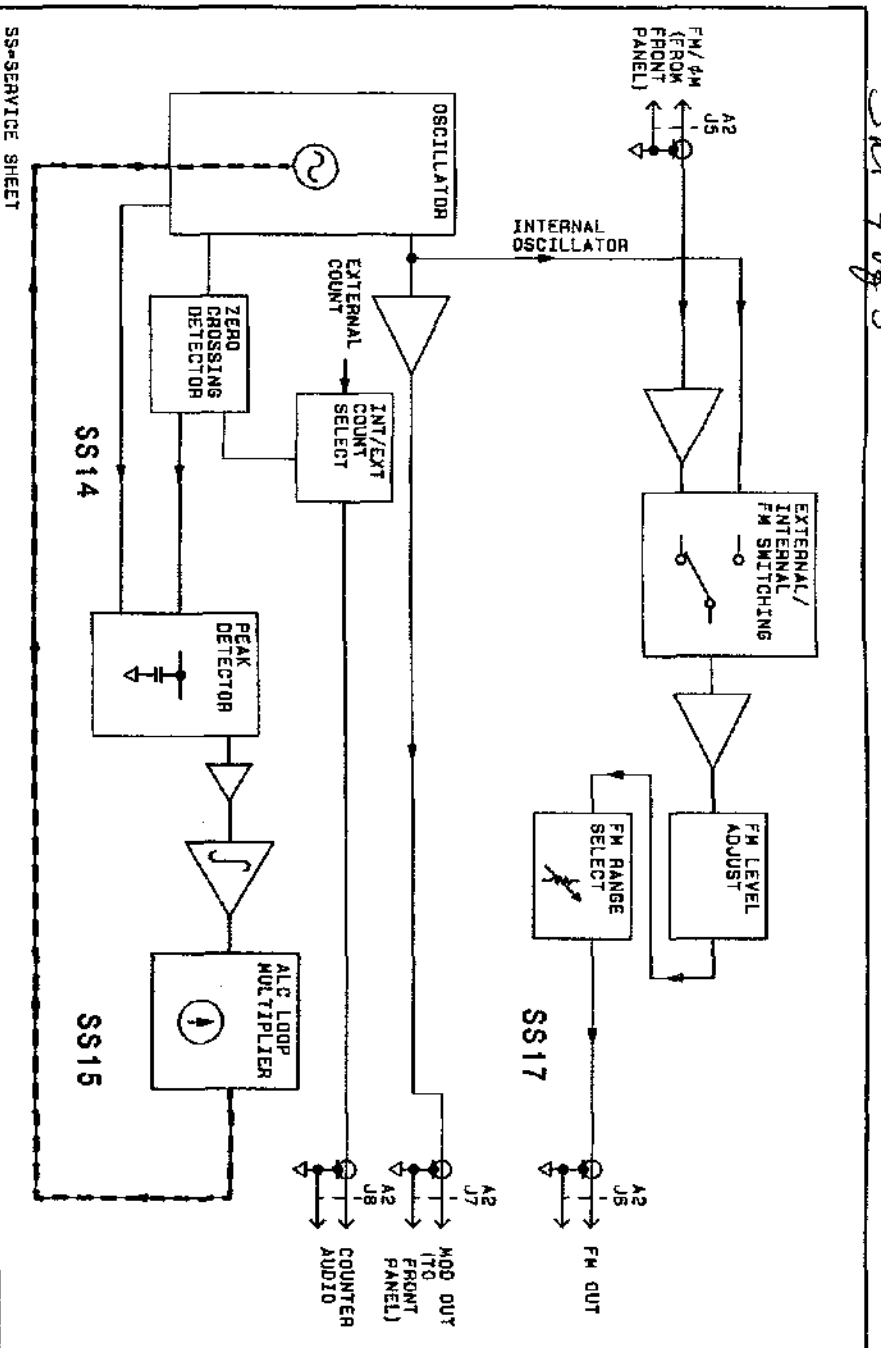 FM/ϕM
(FROM
FRONT
PANEL)
A2
J5
INTERNAL
OSCILLATOR
EXTERNAL/
INTERNAL
FM SWITCHING
FM LEVEL
ADJUST
FM RANGE
SELECT
SS17
A2
J6
FM OUT
OSCILLATOR
EXTERNAL
COUNT
INT/EXT
COUNT
SELECT
ZERO
CROSSING
DETECTOR
SS14
PEAK
DETECTOR
ALC LOOP
MULTIPLIER
SS15
A2
J7
MOD OUT
(TO
FRONT
PANEL)
A2
J8
COUNTER
AUDIO
SS=SERVICE SHEET